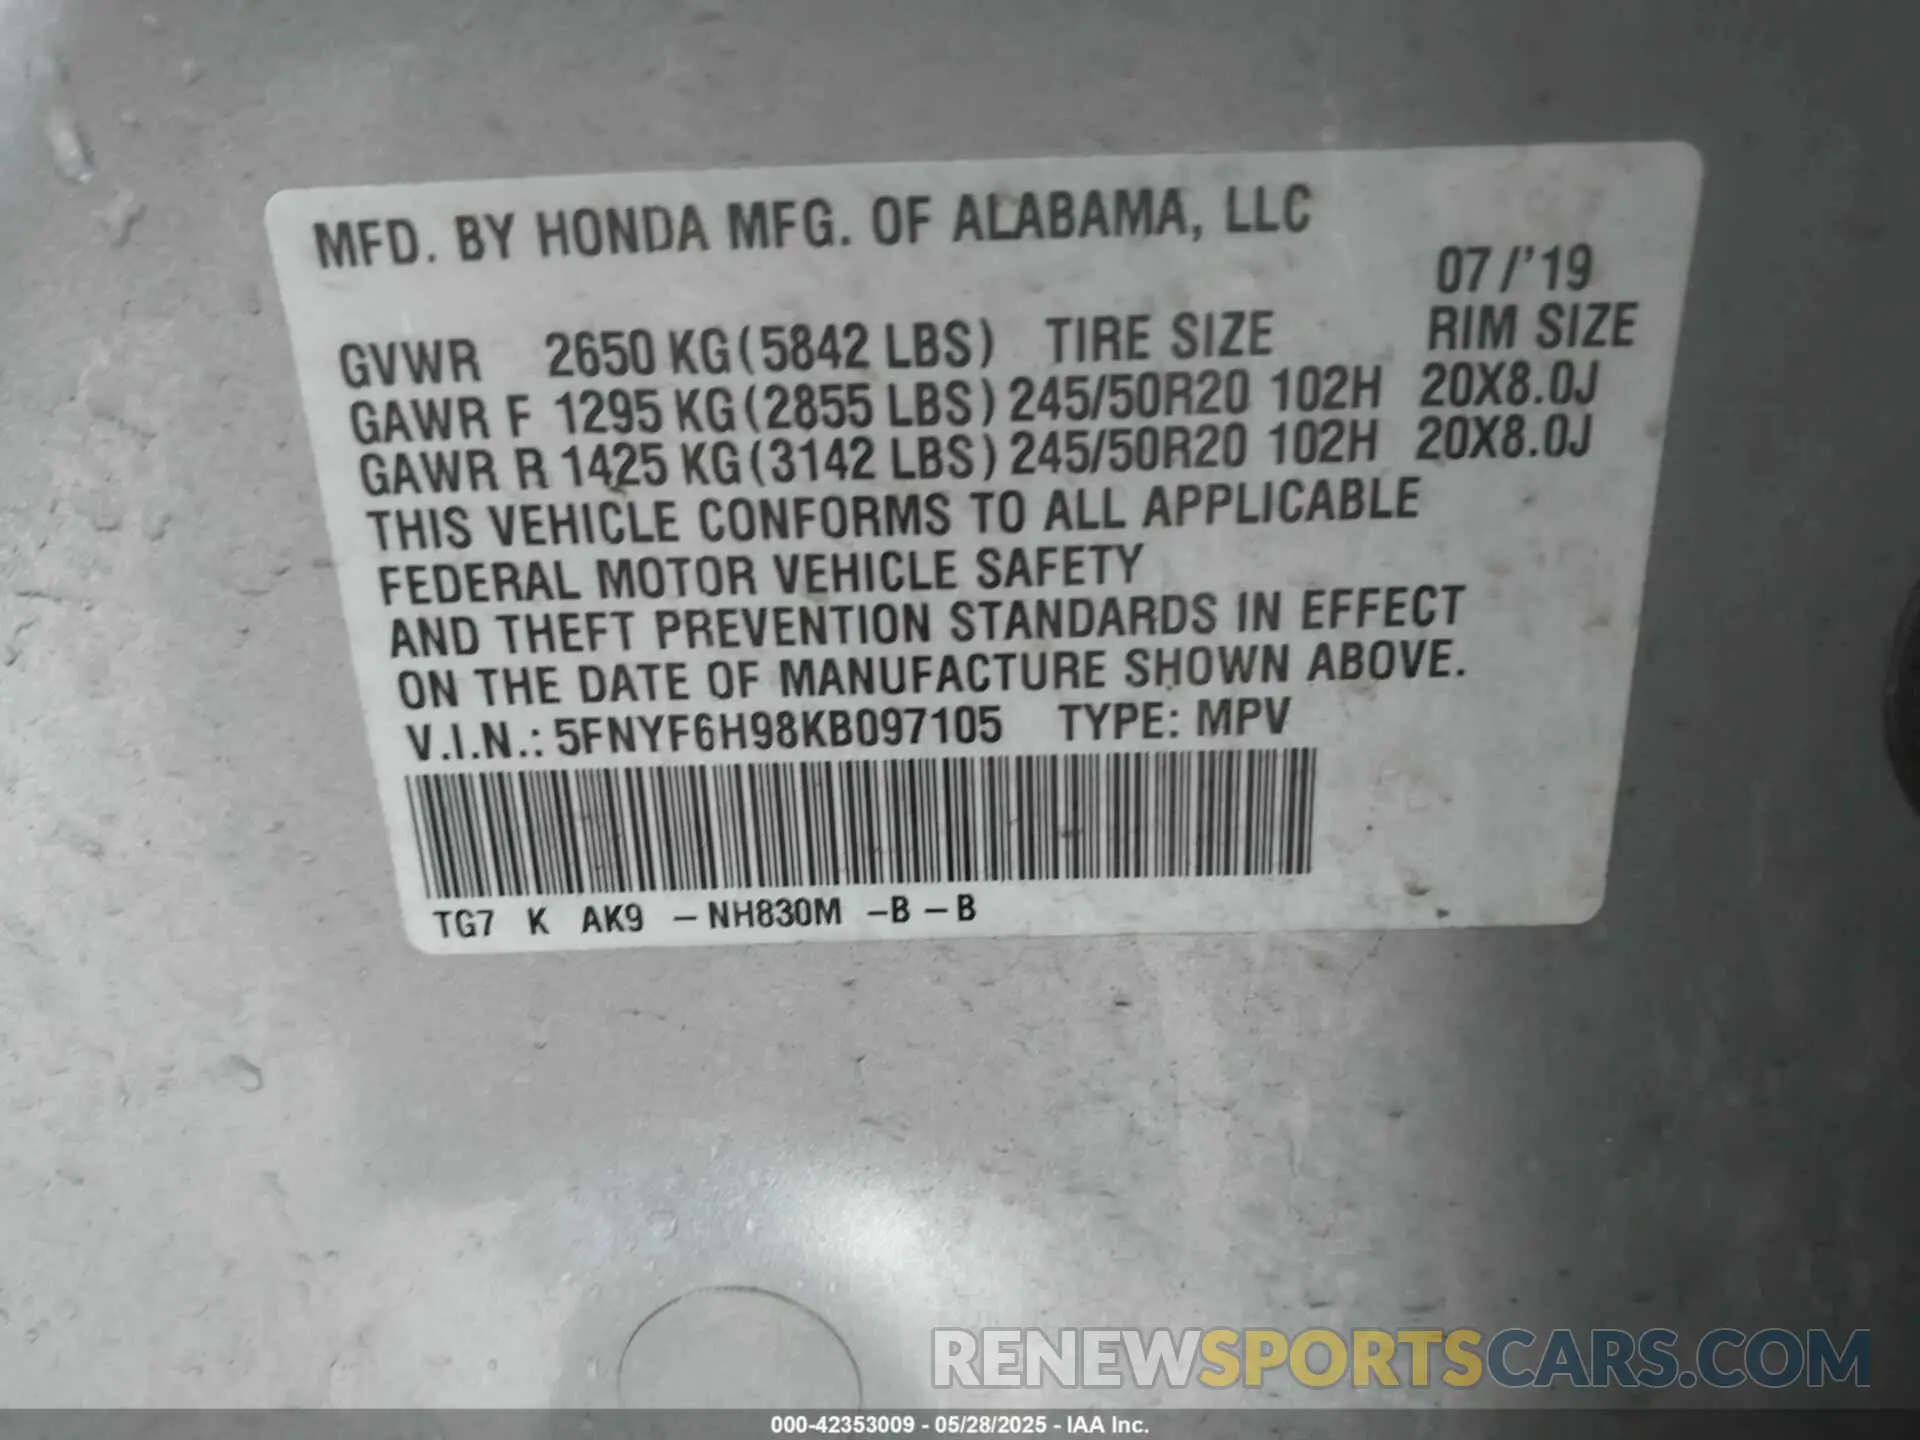 MFD. BY HONDA MFG. OF ALABAMA, LLC
07/'19
GVWR 2650 KG (5842 LBS) TIRE SIZE RIM SIZE
GAWR F 1295 KG (2855 LBS) 245/50R20 102H 20X8.0J
GAWR R 1425 KG (3142 LBS) 245/50R20 102H 20X8.0J
THIS VEHICLE CONFORMS TO ALL APPLICABLE
FEDERAL MOTOR VEHICLE SAFETY
AND THEFT PREVENTION STANDARDS IN EFFECT
ON THE DATE OF MANUFACTURE SHOWN ABOVE.
V.I.N.: 5FNYF6H98KB097105 TYPE: MPV
TG7 K AK9 –NH830M –B –B
RENEWSPORTSCARS.COM
000-42353009 - 05/28/2025 - IAA Inc.